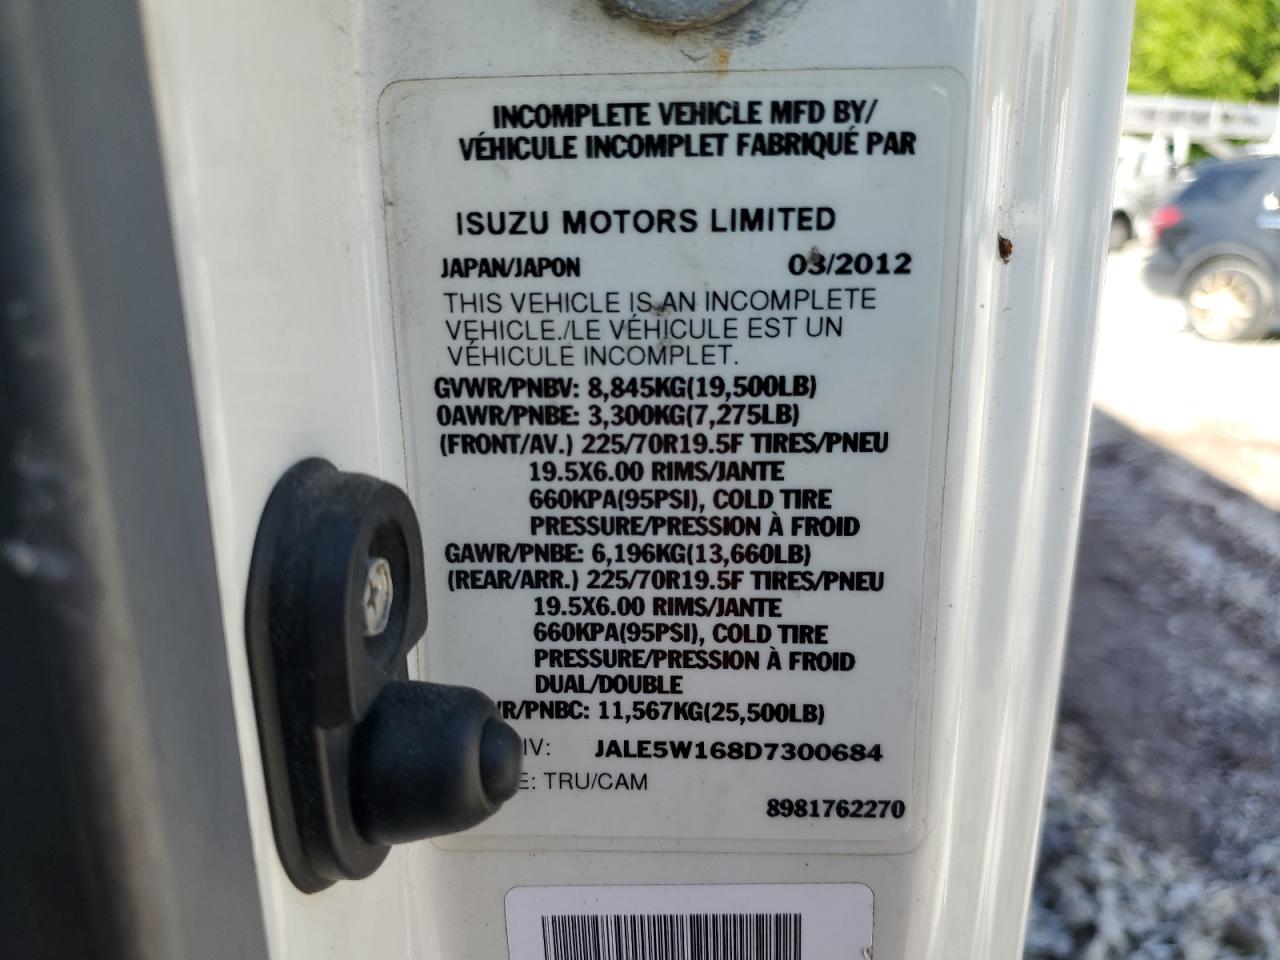 INCOMPLETE VEHICLE MFD BY/
VÉHICULE INCOMPLET FABRIQUÉ PAR
ISUZU MOTORS LIMITED
JAPAN/JAPON 03/2012
THIS VEHICLE IS AN INCOMPLETE
VEHICLE./LE VÉHICULE EST UN
VÉHICULE INCOMPLET.
GVWR/PNBV: 8,845KG(19,500LB)
0AWR/PNBE: 3,300KG(7,275LB)
(FRONT/AV.) 225/70R19.5F TIRES/PNEU
19.5X6.00 RIMS/JANTE
660KPA(95PSI), COLD TIRE
PRESSURE/PRESSION À FROID
GAWR/PNBE: 6,196KG(13,660LB)
(REAR/ARR.) 225/70R19.5F TIRES/PNEU
19.5X6.00 RIMS/JANTE
660KPA(95PSI), COLD TIRE
PRESSURE/PRESSION À FROID
DUAL/DOUBLE
R/PNBC: 11,567KG(25,500LB)
IV: JALE5W168D7300684
E: TRU/CAM
8981762270